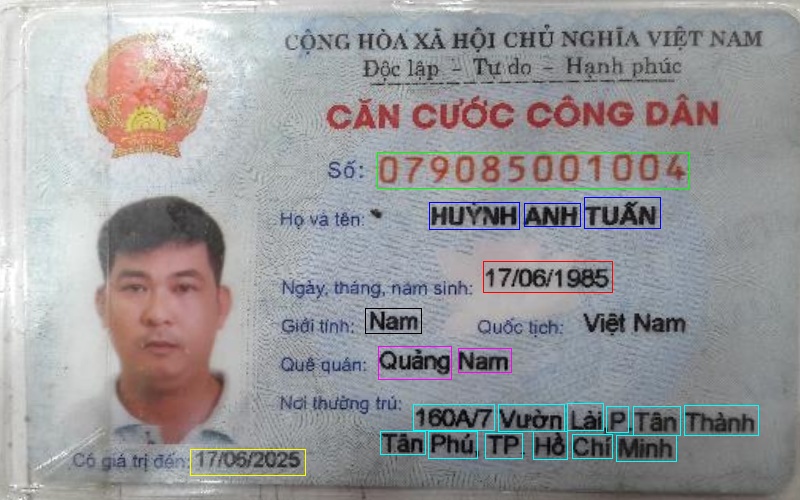 CỘNG HÒA XÃ HỘI CHỦ NGHĨA VIỆT NAM
Độc lập - Tự do - Hạnh phúc
CĂN CƯỚC CÔNG DÂN
Số: 079085001004
Họ và tên: HUỲNH ANH TUẤN
Ngày, tháng, năm sinh: 17/06/1985
Giới tính: Nam Quốc tịch: Việt Nam
Quê quán: Quảng Nam
Nơi thường trú: 160A/7 Vườn Lài, P. Tân Thành
Tân Phú, TP. Hồ Chí Minh
Có giá trị đến: 17/06/2025